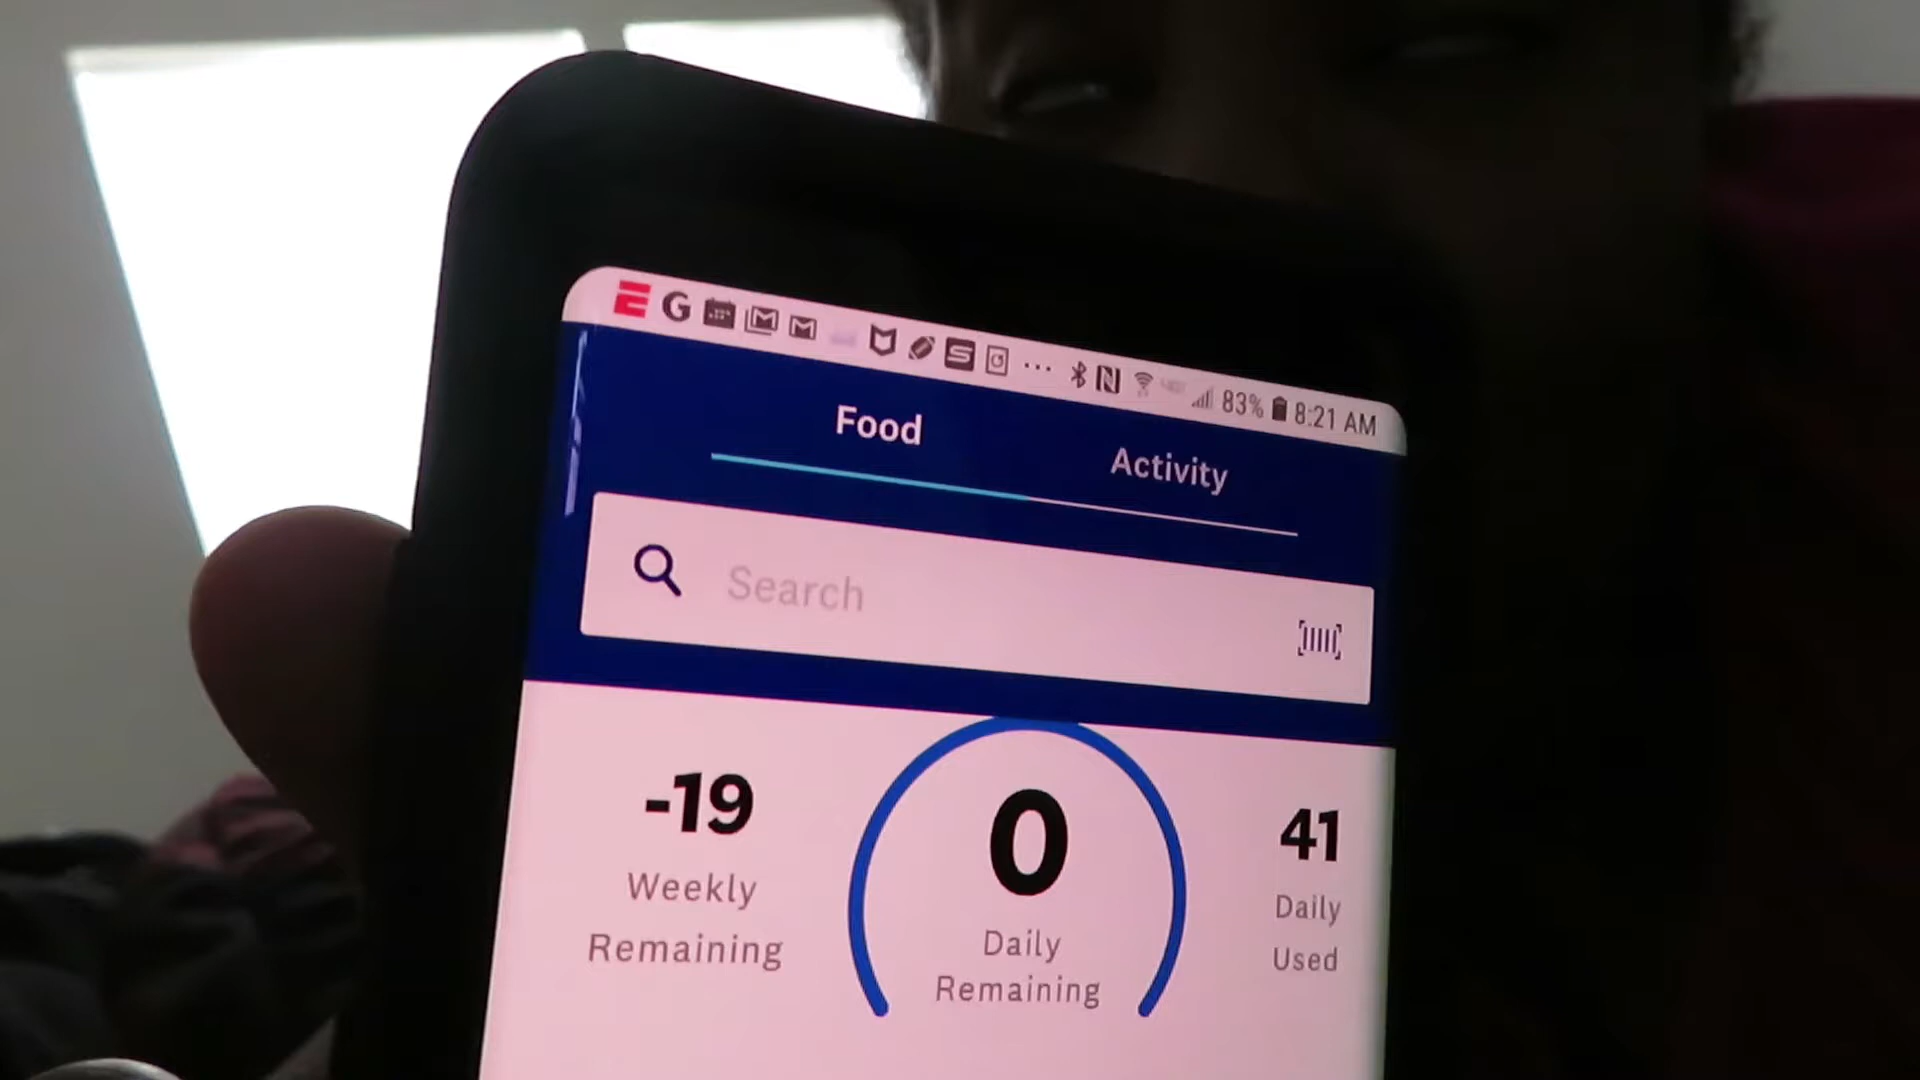 83% 8:21 AM
Food
Activity
Search
-19
Weekly
Remaining
0
Daily
Remaining
41
Daily
Used